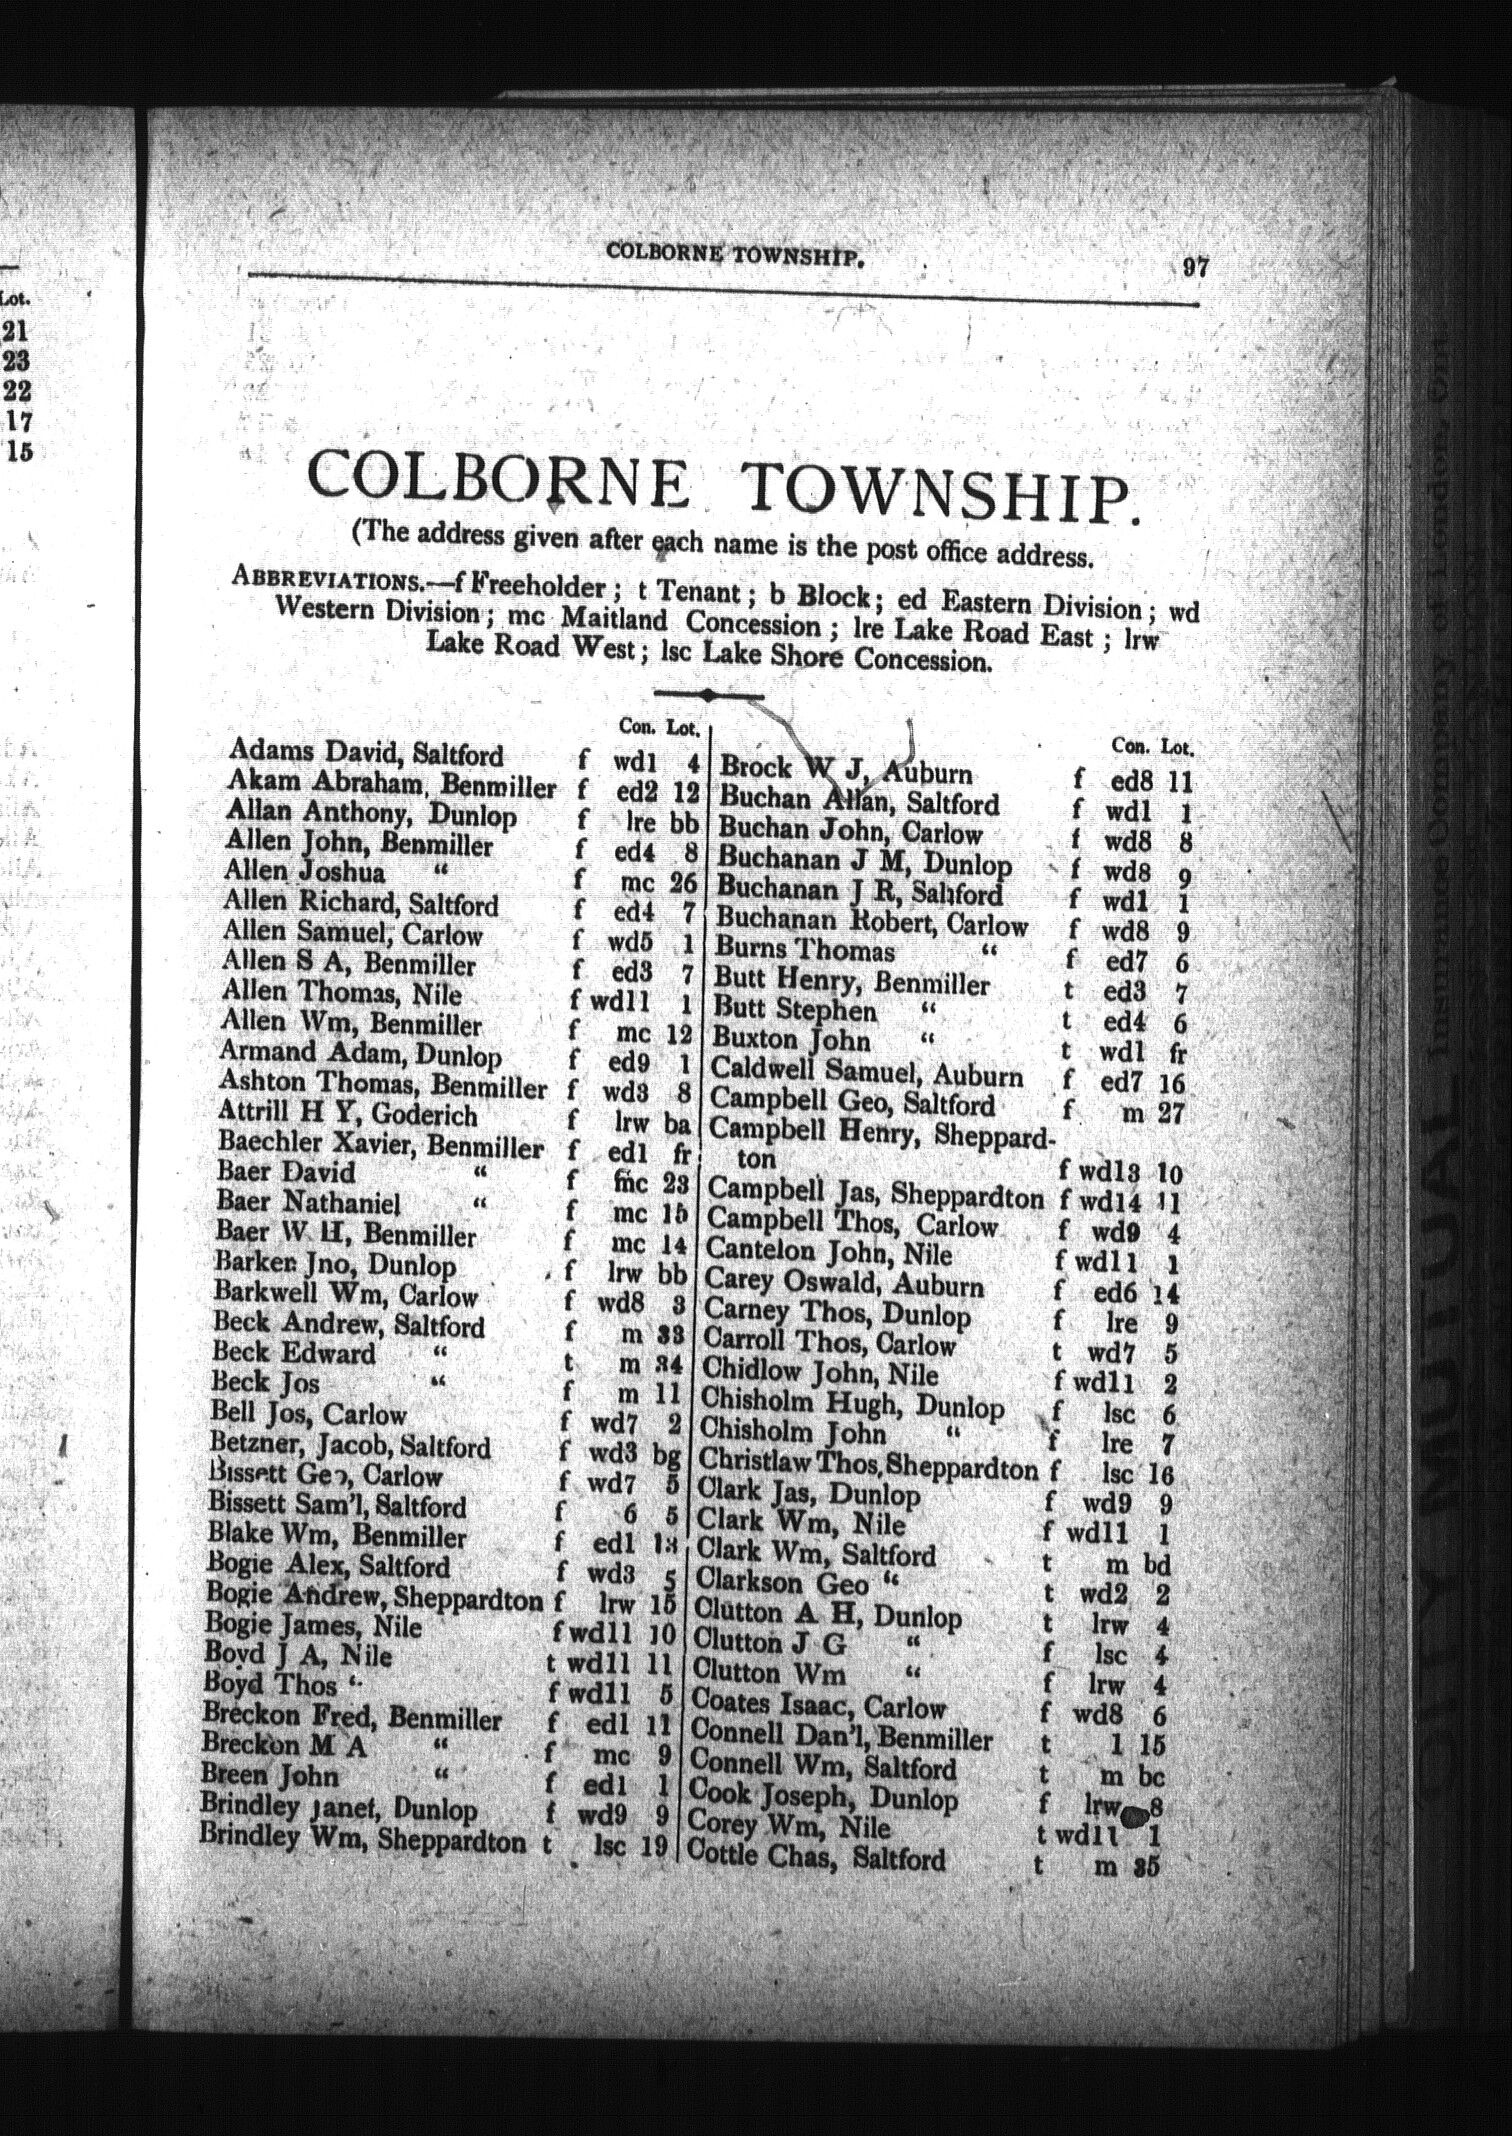 Lot.
21
23
22
17
15
COLBORNE TOWNSHIP.
97
COLBORNE TOWNSHIP.
(The address given after each name is the post office address.
ABBREVIATIONS.—f Freeholder; t Tenant; b Block; ed Eastern Division; wd
Western Division; mc Maitland Concession; lre Lake Road East; lrw
Lake Road West; lsc Lake Shore Concession.
Con. Lot.
Adams David, Saltford f wd1 4
Akam Abraham, Benmiller f ed2 12
Allan Anthony, Dunlop f lre bb
Allen John, Benmiller f ed4 8
Allen Joshua “ f mc 26
Allen Richard, Saltford f ed4 7
Allen Samuel, Carlow f wd5 1
Allen S A, Benmiller f ed3 7
Allen Thomas, Nile f wd11 1
Allen Wm, Benmiller f mc 12
Armand Adam, Dunlop f ed9 1
Ashton Thomas, Benmiller f wd3 8
Attrill H Y, Goderich f lrw ba
Baechler Xavier, Benmiller f ed1 fr
Baer David “ f mc 23
Baer Nathaniel “ f mc 15
Baer W H, Benmiller f mc 14
Barker Jno, Dunlop f lrw bb
Barkwell Wm, Carlow f wd8 3
Beck Andrew, Saltford f m 33
Beck Edward “ t m 34
Beck Jos “ f m 11
Bell Jos, Carlow f wd7 2
Betzner, Jacob, Saltford f wd3 bg
Bissett Geo, Carlow f wd7 5
Bissett Sam'l, Saltford f 6 5
Blake Wm, Benmiller f ed1 13
Bogie Alex, Saltford f wd3 5
Bogie Andrew, Sheppardton f lrw 15
Bogie James, Nile f wd11 10
Boyd J A, Nile t wd11 11
Boyd Thos “ f wd11 5
Breckon Fred, Benmiller f ed1 11
Breckon M A “ f mc 9
Breen John “ f ed1 1
Brindley Janet, Dunlop f wd9 9
Brindley Wm, Sheppardton t lsc 19
Con. Lot.
Brock W J, Auburn f ed8 11
Buchan Allan, Saltford f wd1 1
Buchan John, Carlow f wd8 8
Buchanan J M, Dunlop f wd8 9
Buchanan J R, Saltford f wd1 1
Buchanan Robert, Carlow f wd8 9
Burns Thomas “ f ed7 6
Butt Henry, Benmiller t ed3 7
Butt Stephen “ t ed4 6
Buxton John “ t wd1 fr
Caldwell Samuel, Auburn f ed7 16
Campbell Geo, Saltford f m 27
Campbell Henry, Sheppard-
ton f wd13 10
Campbell Jas, Sheppardton f wd14 11
Campbell Thos, Carlow f wd9 4
Cantelon John, Nile f wd11 1
Carey Oswald, Auburn f ed6 14
Carney Thos, Dunlop f lre 9
Carroll Thos, Carlow t wd7 5
Chidlow John, Nile f wd11 2
Chisholm Hugh, Dunlop f lsc 6
Chisholm John “ f lre 7
Christlaw Thos, Sheppardton f lsc 16
Clark Jas, Dunlop f wd9 9
Clark Wm, Nile f wd11 1
Clark Wm, Saltford t m bd
Clarkson Geo “ t wd2 2
Clutton A H, Dunlop t lrw 4
Clutton J G “ f lsc 4
Clutton Wm “ f lrw 4
Coates Isaac, Carlow f wd8 6
Connell Dan'l, Benmiller t 1 15
Connell Wm, Saltford t m bc
Cook Joseph, Dunlop f lrw 8
Corey Wm, Nile t wd11 1
Cottle Chas, Saltford t m 35